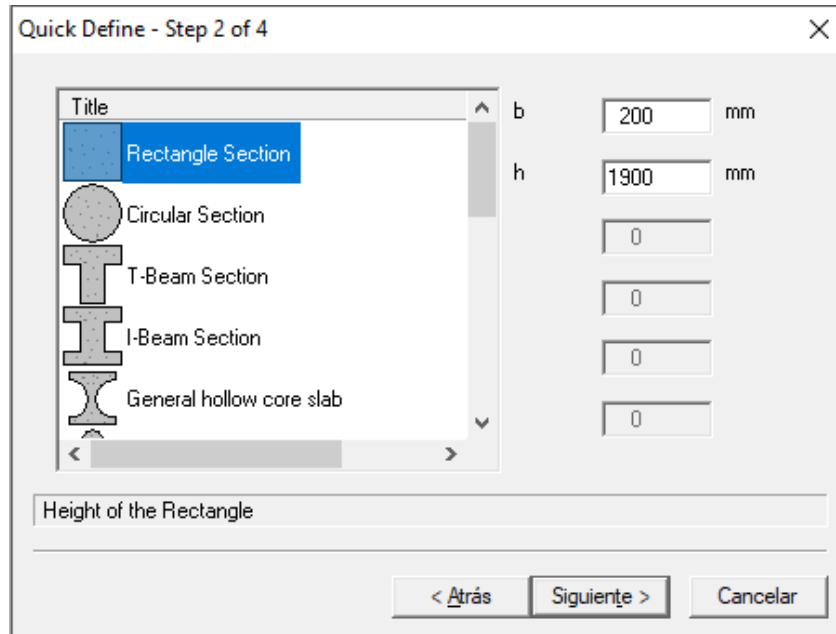 Quick Define - Step 2 of 4
Title
Rectangle Section
Circular Section
T-Beam Section
I-Beam Section
General hollow core slab
b 200 mm
h 1900 mm
0
0
0
0
Height of the Rectangle
< Atrás Siguiente > Cancelar